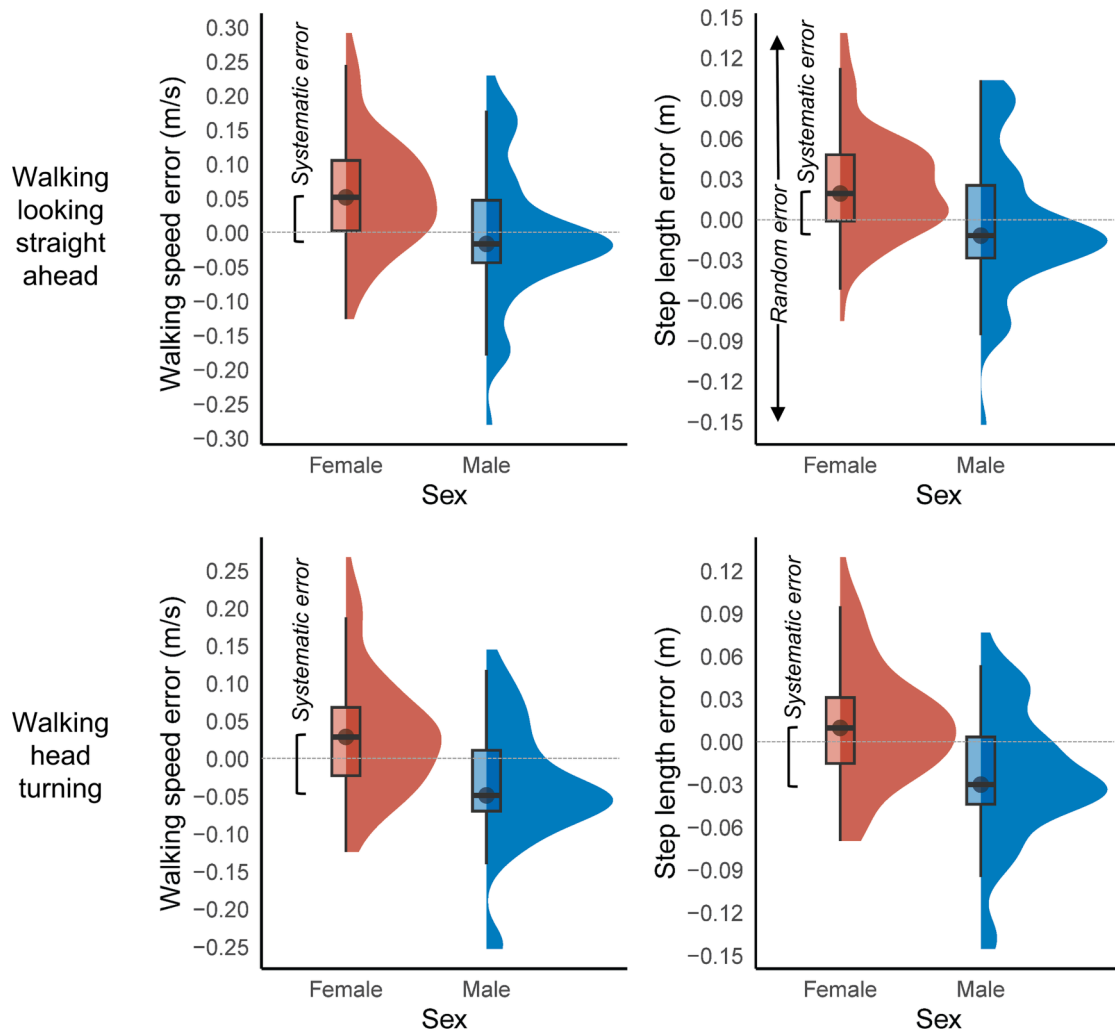 Walking
looking
straight
ahead
Walking speed error (m/s)
0.30
0.25
0.20
0.15
0.10
0.05
0.00
−0.05
−0.10
−0.15
−0.20
−0.25
−0.30
Systematic error
Female
Male
Sex
Step length error (m)
0.15
0.12
0.09
0.06
0.03
0.00
−0.03
−0.06
−0.09
−0.12
−0.15
Random error
Systematic error
Female
Male
Sex
Walking
head
turning
Walking speed error (m/s)
0.25
0.20
0.15
0.10
0.05
0.00
−0.05
−0.10
−0.15
−0.20
−0.25
Systematic error
Female
Male
Sex
Step length error (m)
0.12
0.09
0.06
0.03
0.00
−0.03
−0.06
−0.09
−0.12
−0.15
Systematic error
Female
Male
Sex